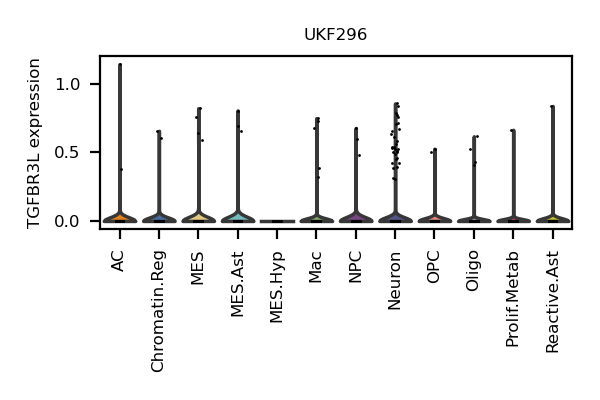 UKF296
TGFBR3L expression
1.0
0.5
0.0
AC
Chromatin.Reg
MES
MES.Ast
MES.Hyp
Mac
NPC
Neuron
OPC
Oligo
Prolif.Metab
Reactive.Ast